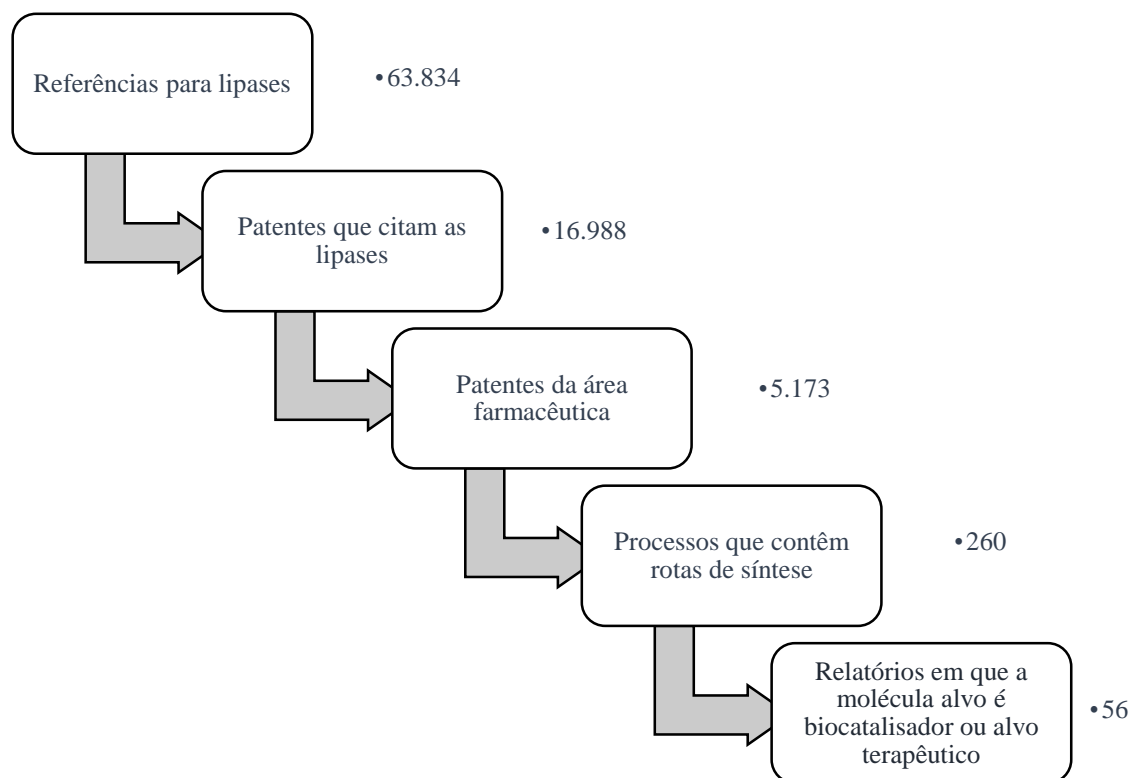 Referências para lipases
•63.834
Patentes que citam as
lipases
•16.988
Patentes da área
farmacêutica
•5.173
Processos que contêm
rotas de síntese
•260
Relatórios em que a
molécula alvo é
biocatalisador ou alvo
terapêutico
•56